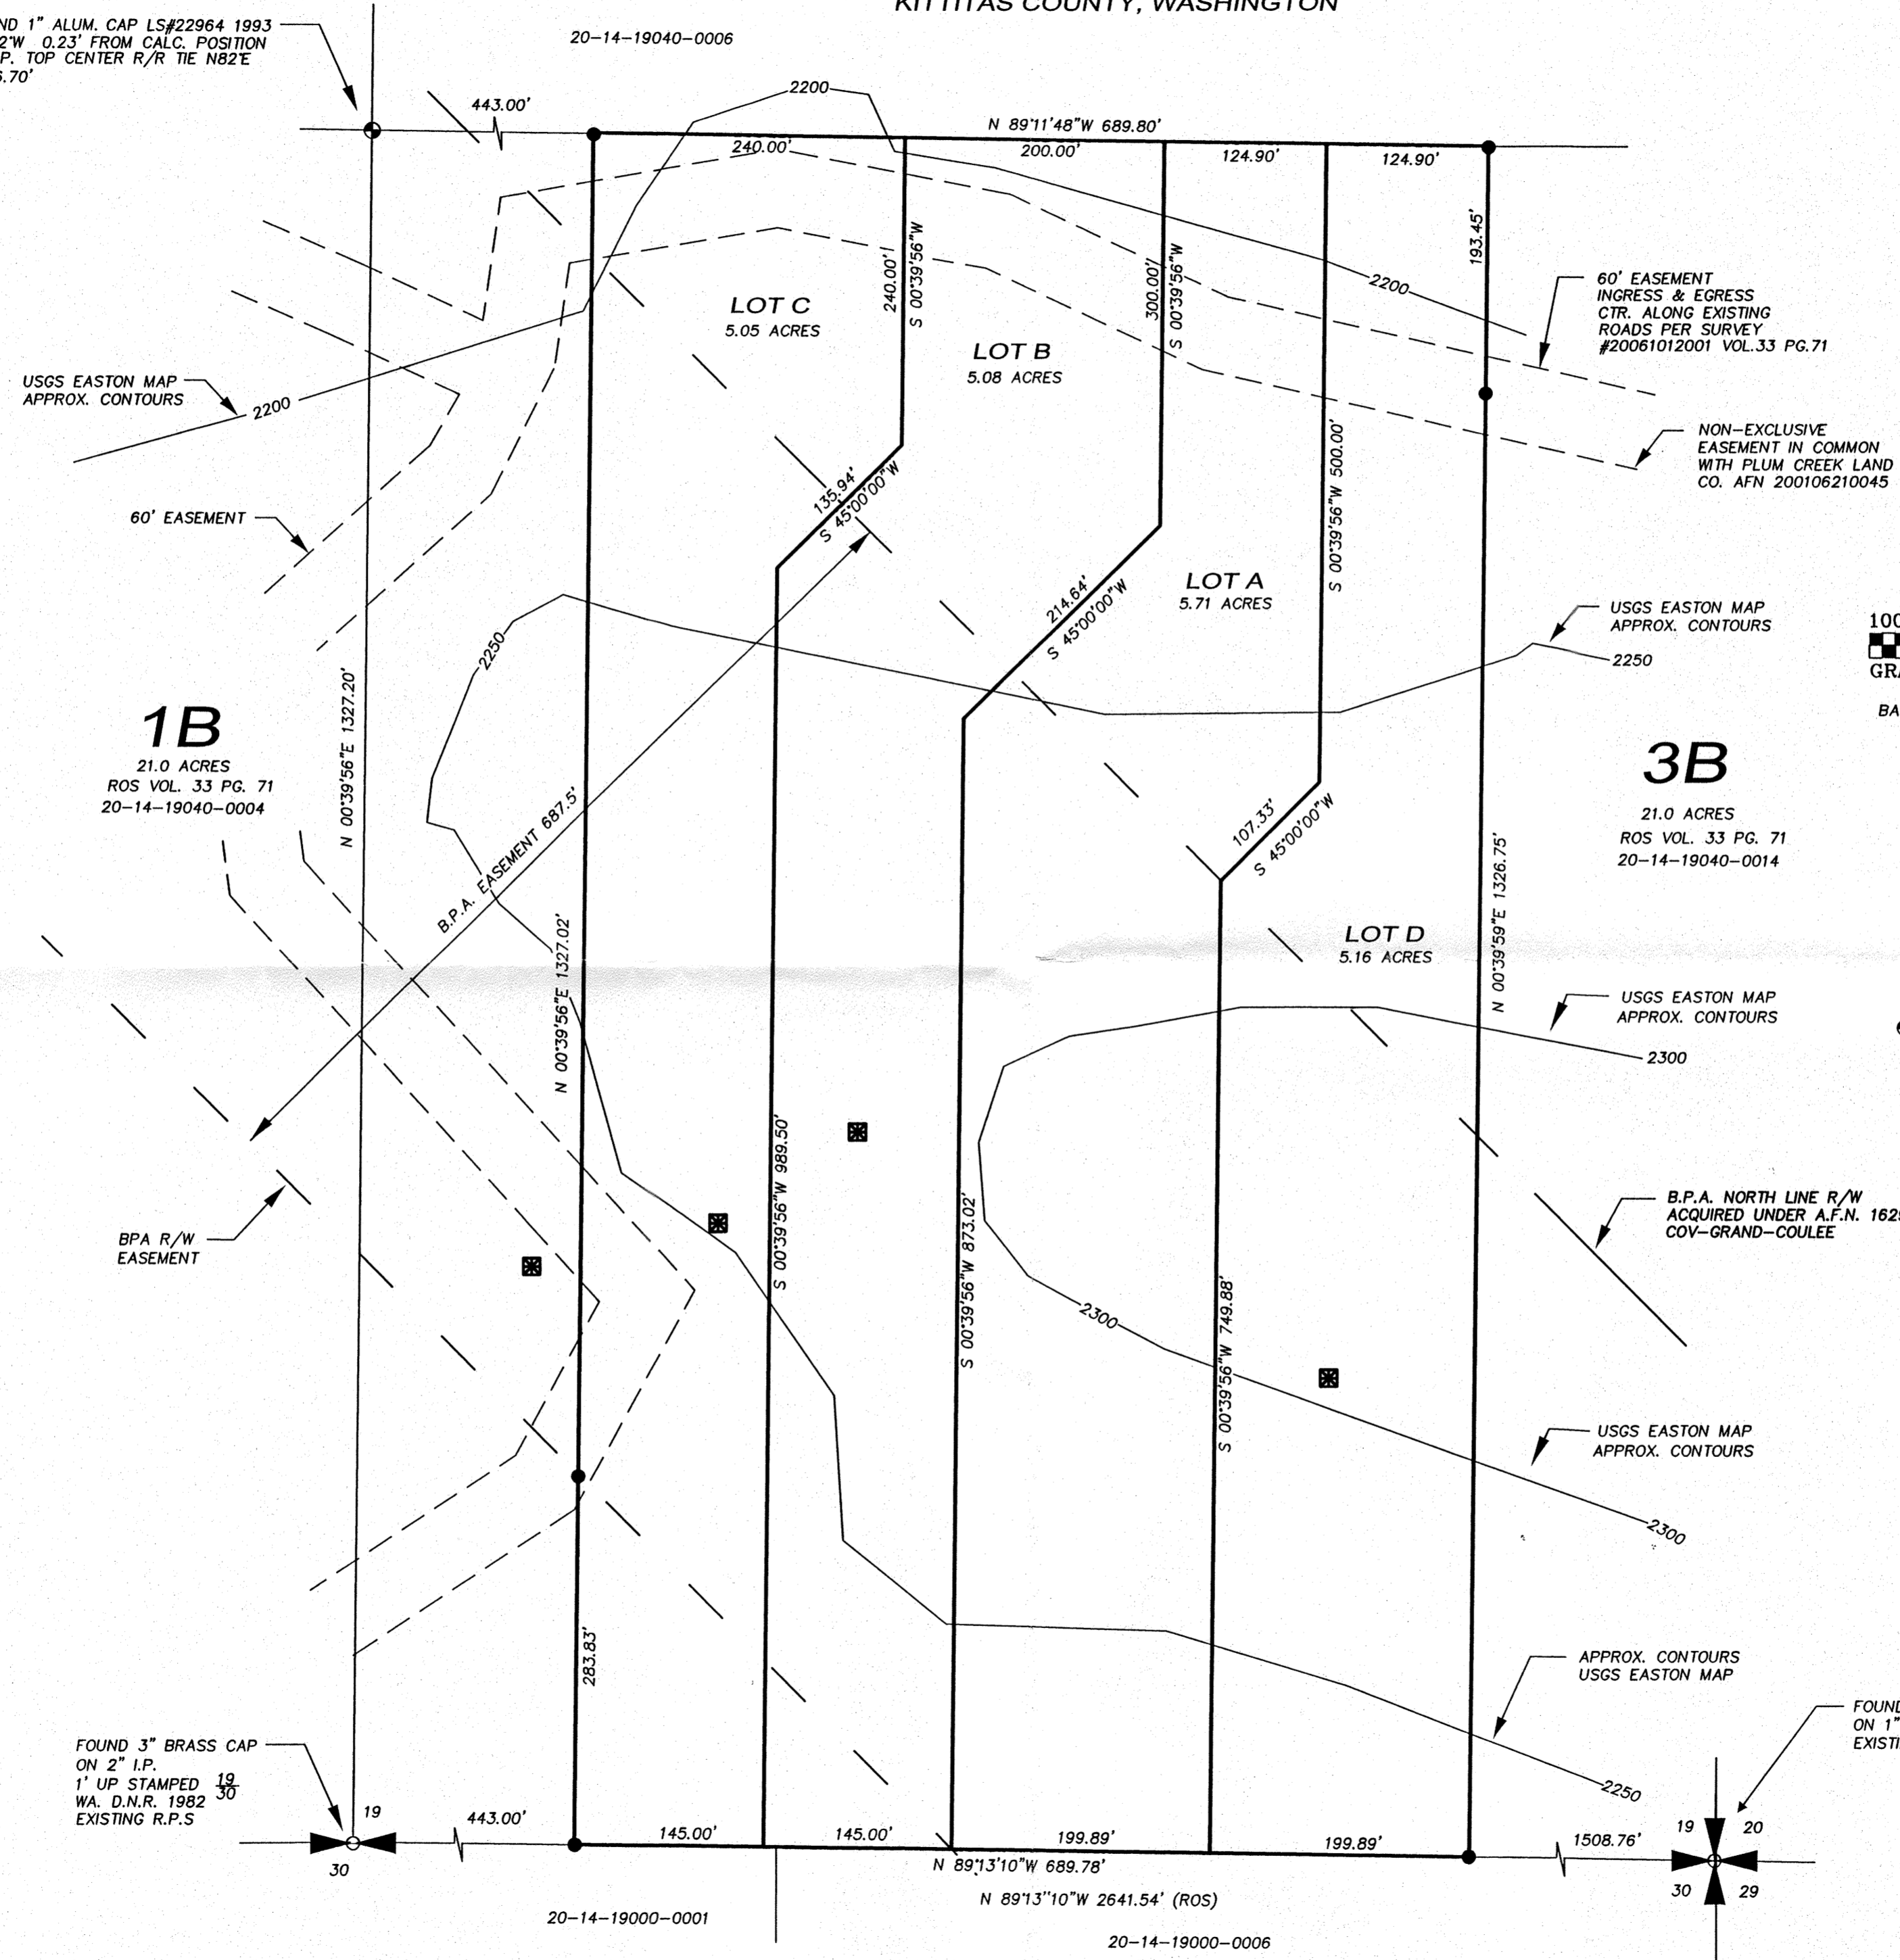 KITTITAS COUNTY, WASHINGTON
1" ALUM. CAP LS#22964 1993
0.23' FROM CALC. POSITION
TOP CENTER R/R TIE N82°E
20-14-19040-0006
443.00'
2200
N 89°11'48"W 689.80'
240.00'
200.00'
124.90'
124.90'
193.45'
240.00'
S 00°39'56"W
300.00'
S 00°39'56"W
2200
60' EASEMENT
INGRESS & EGRESS
CTR. ALONG EXISTING
ROADS PER SURVEY
#20061012001 VOL.33 PG.71
LOT C
5.05 ACRES
LOT B
5.08 ACRES
USGS EASTON MAP
APPROX. CONTOURS
2200
NON-EXCLUSIVE
EASEMENT IN COMMON
WITH PLUM CREEK LAND
CO. AFN 200106210045
S 00°39'56"W 500.00'
135.94'
S 45°00'00"W
60' EASEMENT
LOT A
5.71 ACRES
214.64'
S 45°00'00"W
USGS EASTON MAP
APPROX. CONTOURS
2250
2250
100
1B
21.0 ACRES
ROS VOL. 33 PG. 71
20-14-19040-0004
N 00°39'56"E 1327.20'
3B
21.0 ACRES
ROS VOL. 33 PG. 71
20-14-19040-0014
B.P.A. EASEMENT 687.5'
107.33'
S 45°00'00"W
N 00°39'56"E 1327.02'
N 00°39'59"E 1326.75'
LOT D
5.16 ACRES
USGS EASTON MAP
APPROX. CONTOURS
2300
S 00°39'56"W 989.50'
S 00°39'56"W 873.02'
S 00°39'56"W 749.88'
B.P.A. NORTH LINE R/W
ACQUIRED UNDER A.F.N.
COV-GRAND-COULEE
BPA R/W
EASEMENT
2300
USGS EASTON MAP
APPROX. CONTOURS
2300
283.83'
APPROX. CONTOURS
USGS EASTON MAP
2250
FOUND 3" BRASS CAP
ON 2" I.P.
1' UP STAMPED 19
30
WA. D.N.R. 1982
EXISTING R.P.S
FOUND
ON 1"
19
30
443.00'
145.00'
145.00'
199.89'
199.89'
1508.76'
19
20
30
29
N 89°13'10"W 689.78'
N 89°13"10"W 2641.54' (ROS)
20-14-19000-0001
20-14-19000-0006